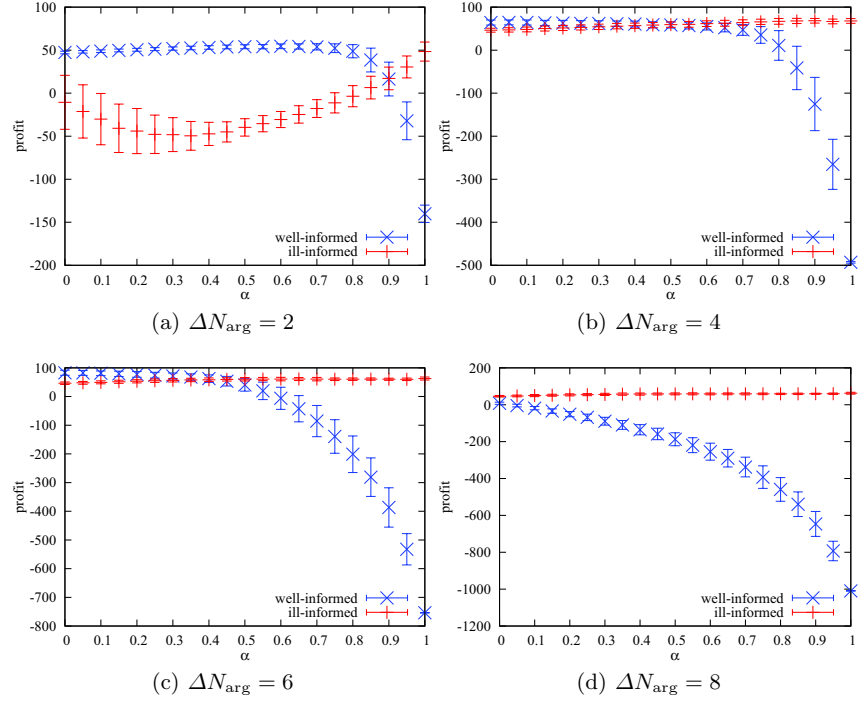 100
50
0
-50
-100
-150
-200
profit
0 0.1 0.2 0.3 0.4 0.5 0.6 0.7 0.8 0.9 1
α
well-informed
ill-informed
(a) ΔN_arg = 2
100
0
-100
-200
-300
-400
-500
profit
0 0.1 0.2 0.3 0.4 0.5 0.6 0.7 0.8 0.9 1
α
well-informed
ill-informed
(b) ΔN_arg = 4
100
0
-100
-200
-300
-400
-500
-600
-700
-800
profit
0 0.1 0.2 0.3 0.4 0.5 0.6 0.7 0.8 0.9 1
α
well-informed
ill-informed
(c) ΔN_arg = 6
200
0
-200
-400
-600
-800
-1000
-1200
profit
0 0.1 0.2 0.3 0.4 0.5 0.6 0.7 0.8 0.9 1
α
well-informed
ill-informed
(d) ΔN_arg = 8